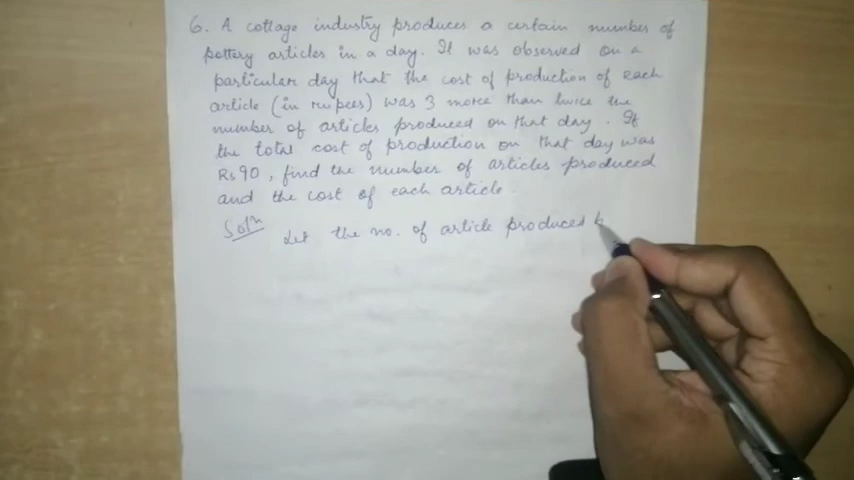 6. A cottage industry produces a certain number of
pottery articles in a day. It was observed on a
particular day that the cost of production of each
article (in rupees) was 3 more than twice the
number of articles produced on that day. If
the total cost of production on that day was
Rs 90, find the number of articles produced
and the cost of each article.
Solⁿ
Let the no. of article produced b